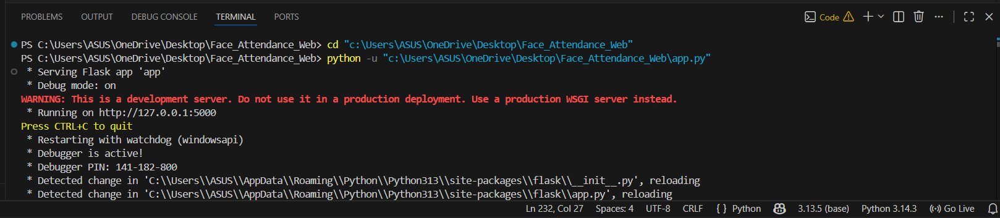 PROBLEMS OUTPUT DEBUG CONSOLE TERMINAL PORTS Code
PS C:\Users\ASUS\OneDrive\Desktop\Face_Attendance_Web> cd "c:\Users\ASUS\OneDrive\Desktop\Face_Attendance_Web"
PS C:\Users\ASUS\OneDrive\Desktop\Face_Attendance_Web> python -u "c:\Users\ASUS\OneDrive\Desktop\Face_Attendance_Web\app.py"
* Serving Flask app 'app'
* Debug mode: on
WARNING: This is a development server. Do not use it in a production deployment. Use a production WSGI server instead.
* Running on http://127.0.0.1:5000
Press CTRL+C to quit
* Restarting with watchdog (windowsapi)
* Debugger is active!
* Debugger PIN: 141-182-800
* Detected change in 'C:\\Users\\ASUS\\AppData\\Roaming\\Python\\Python313\\site-packages\\flask\\__init__.py', reloading
* Detected change in 'C:\\Users\\ASUS\\AppData\\Roaming\\Python\\Python313\\site-packages\\flask\\app.py', reloading
Ln 232, Col 27 Spaces: 4 UTF-8 CRLF { } Python 3.13.5 (base) Python 3.14.3 Go Live